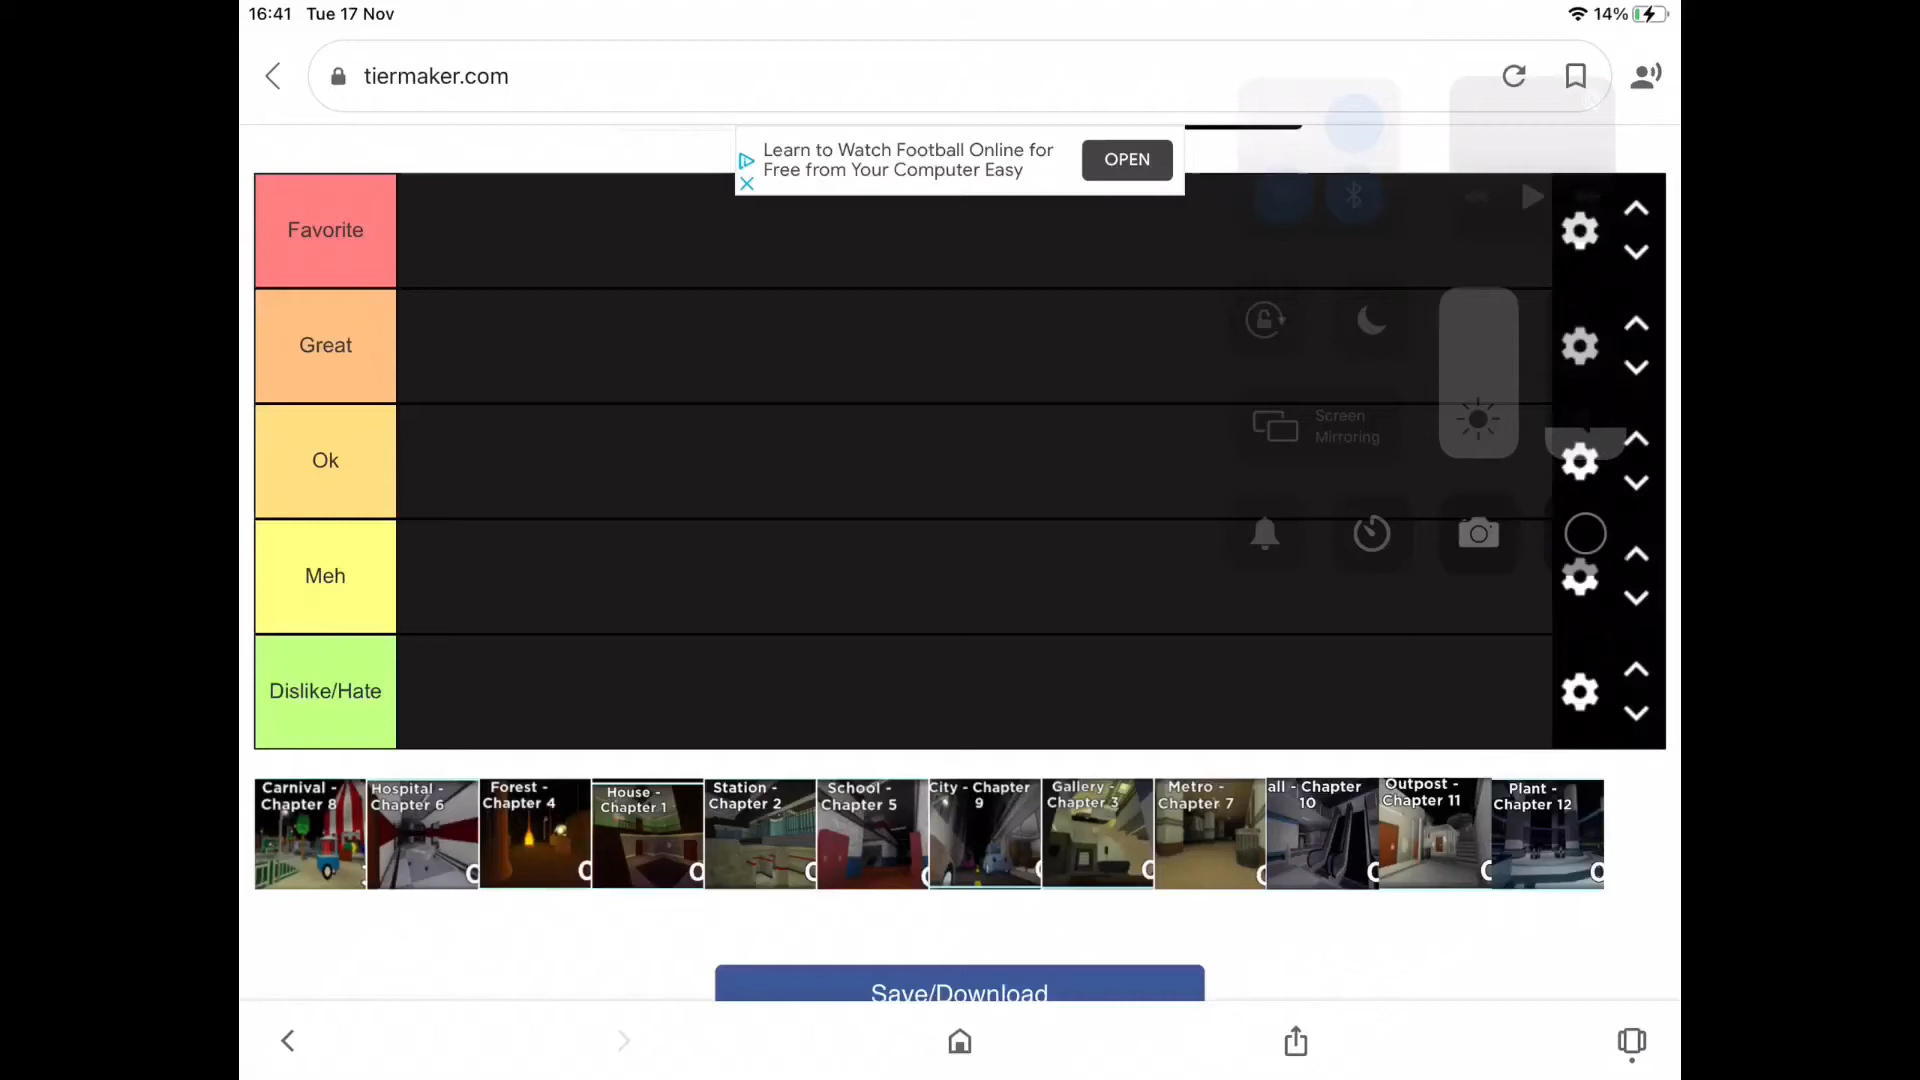 16:41 Tue 17 Nov
14%
tiermaker.com
Learn to Watch Football Online for
Free from Your Computer Easy
OPEN
Favorite
Great
Ok
Screen
Mirroring
Meh
Dislike/Hate
Carnival -
Chapter 8
Hospital -
Chapter 6
Forest -
Chapter 4
House -
Chapter 1
Station -
Chapter 2
School -
Chapter 5
City - Chapter
9
Gallery -
Chapter 3
Metro -
Chapter 7
all - Chapter
10
Outpost -
Chapter 11
Plant -
Chapter 12
Save/Download